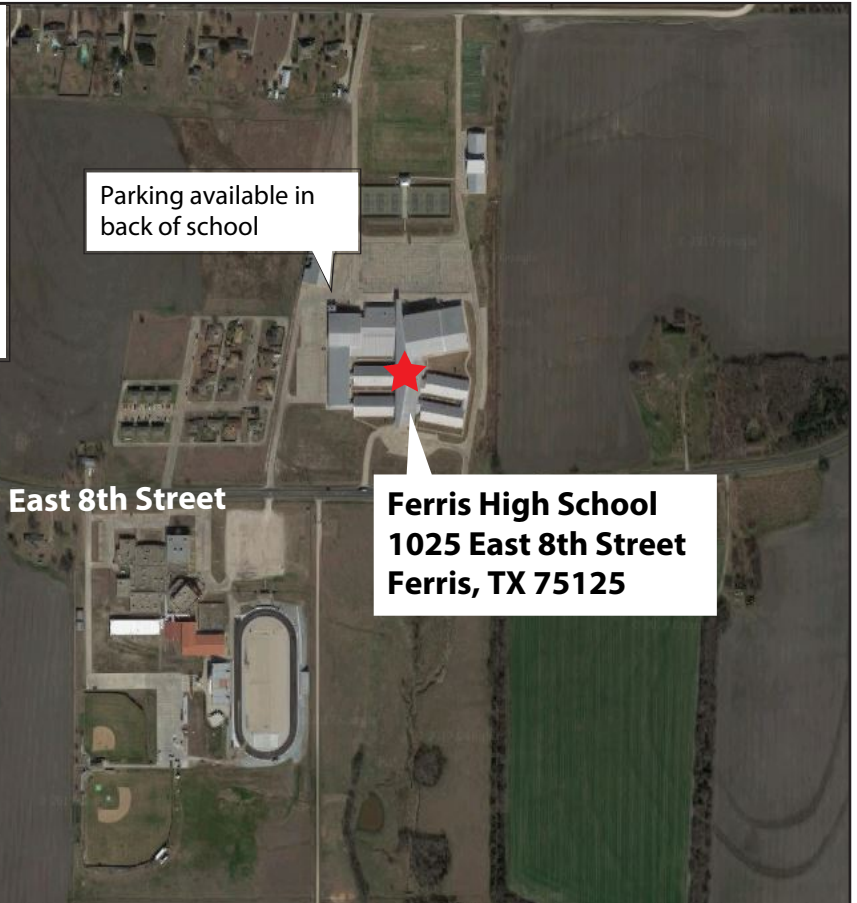 Parking available in
back of school
East 8th Street
Ferris High School
1025 East 8th Street
Ferris, TX 75125